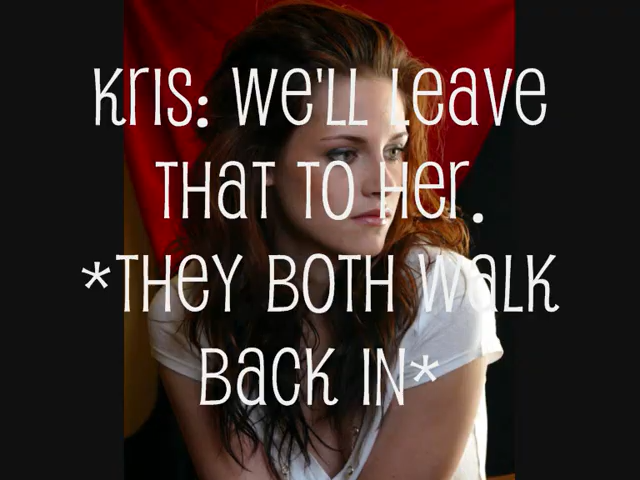 Kris: We'll Leave
That To Her.
*They Both Walk
Back In*